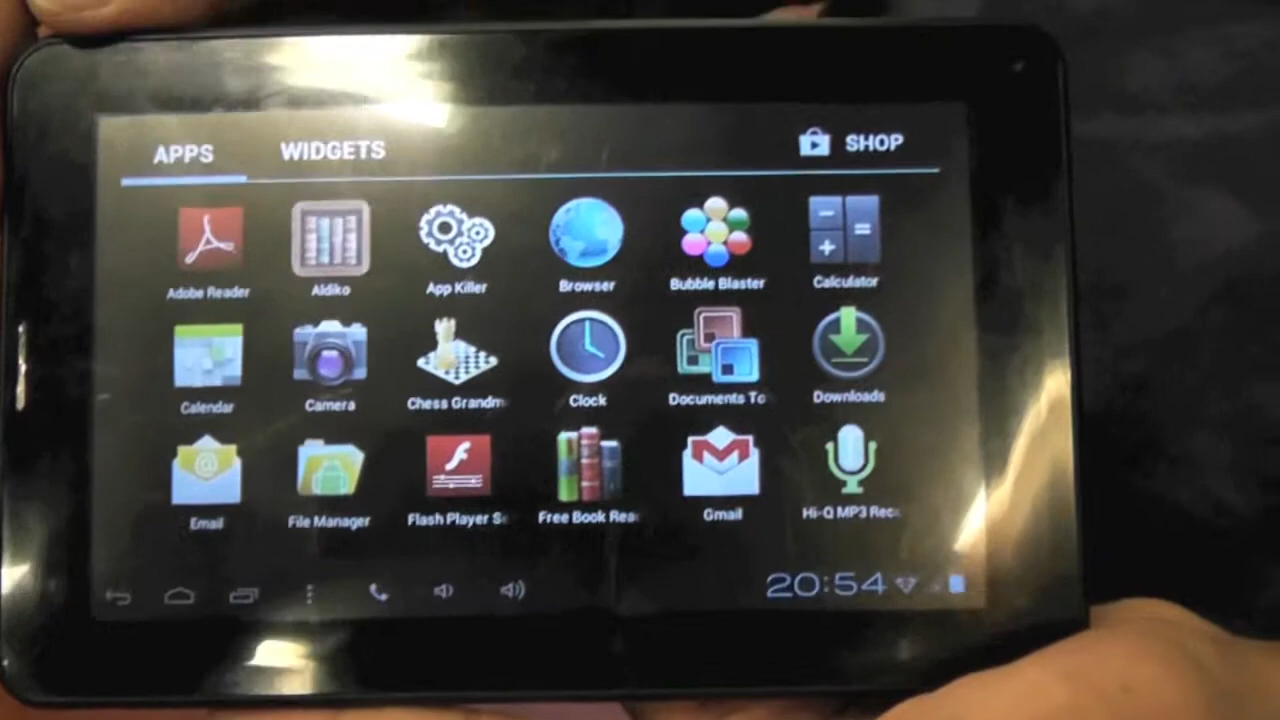 APPS WIDGETS SHOP
Adobe Reader Aldiko App Killer Browser Bubble Blaster Calculator
Calendar Camera Chess Grandm Clock Documents To Downloads
Email File Manager Flash Player Se Free Book Rea Gmail Hi-Q MP3 Rec
20:54